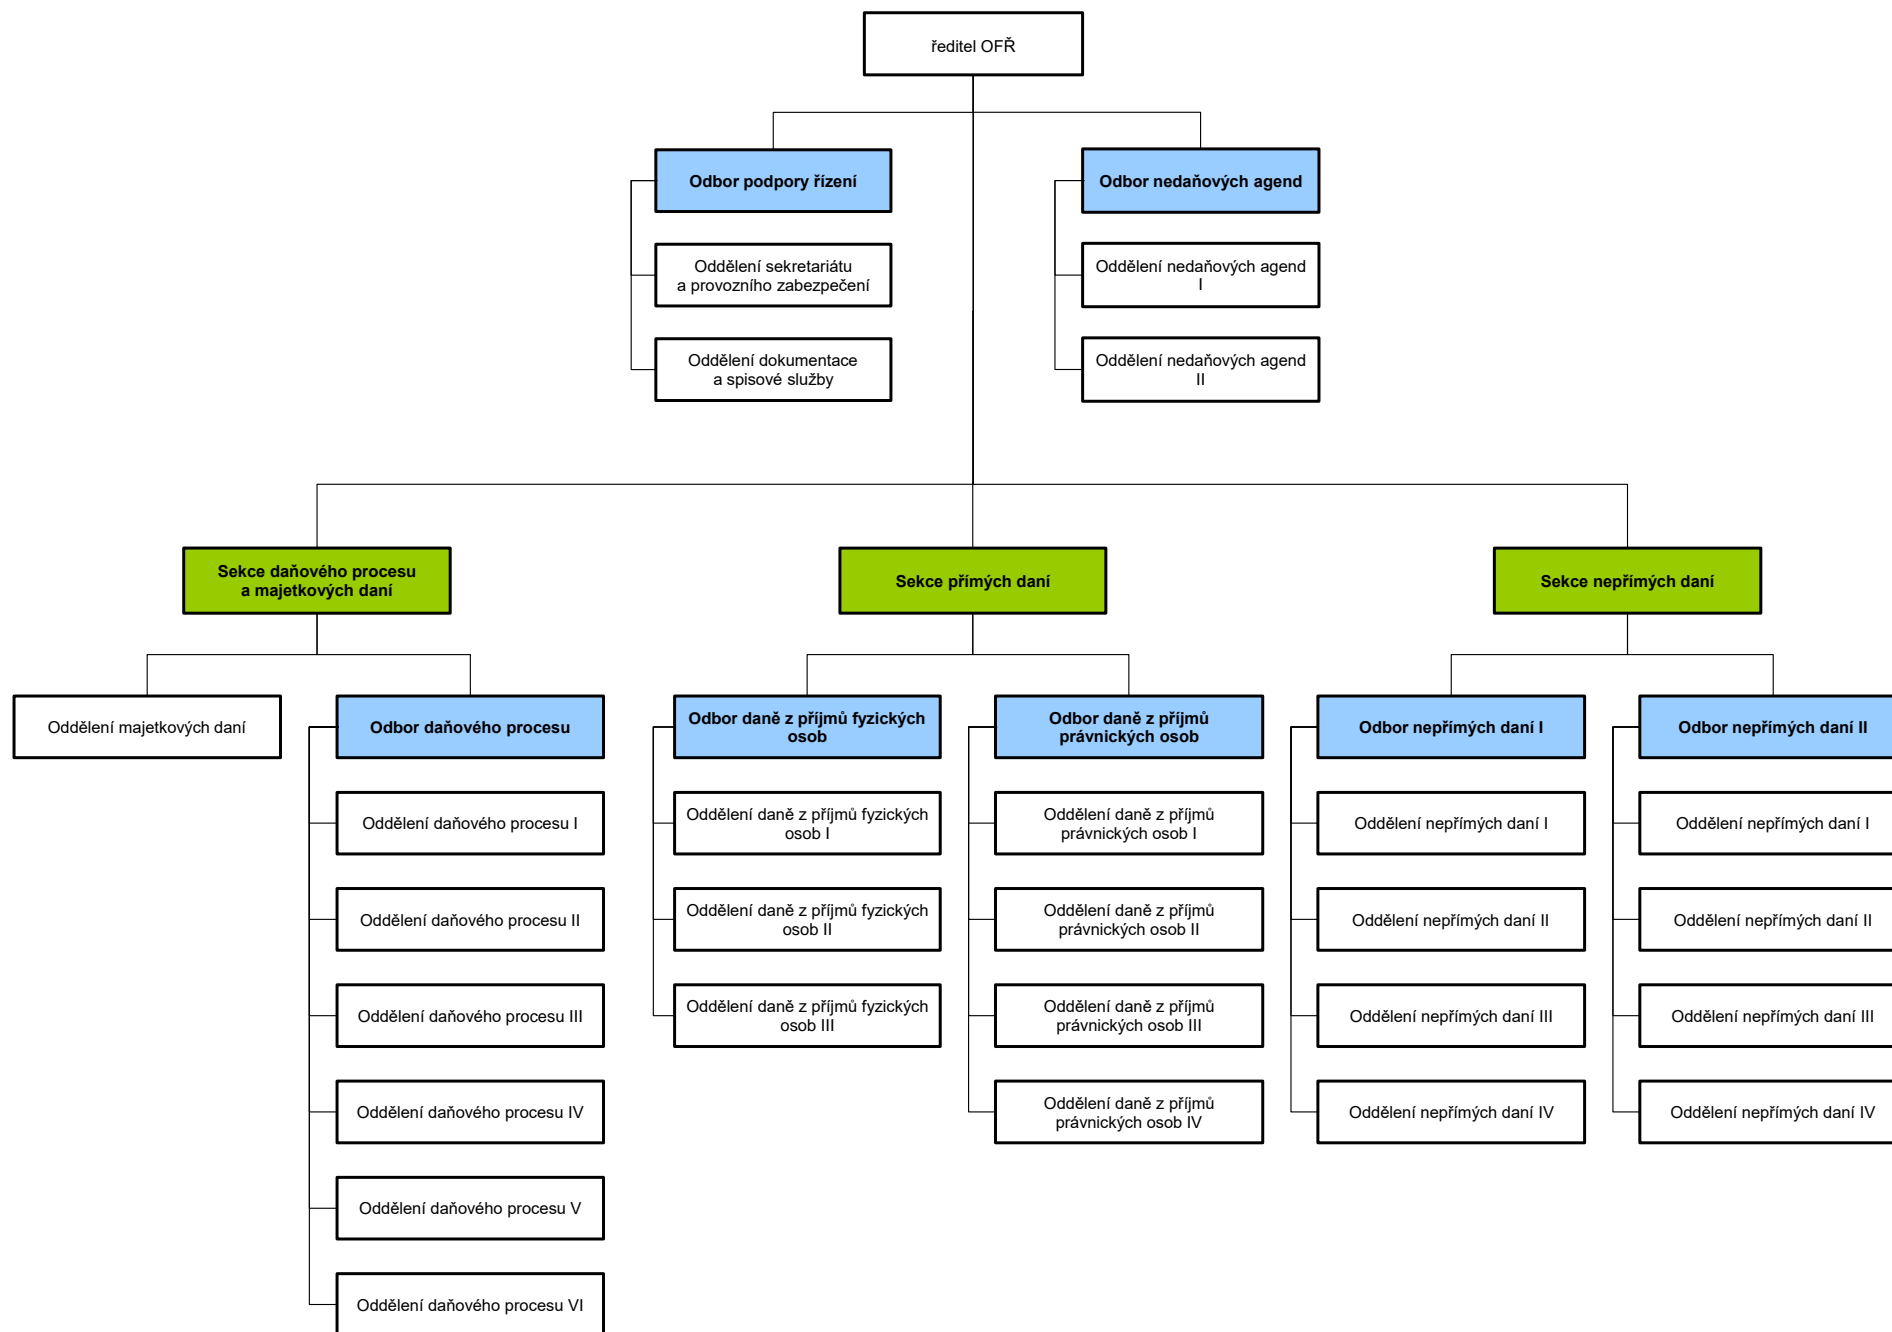 ředitel OFŘ
Odbor podpory řízení
Odbor nedaňových agend
Oddělení sekretariátu
a provozního zabezpečení
Oddělení nedaňových agend
I
Oddělení dokumentace
a spisové služby
Oddělení nedaňových agend
II
Sekce daňového procesu
a majetkových daní
Sekce přímých daní
Sekce nepřímých daní
Oddělení majetkových daní
Odbor daňového procesu
Odbor daně z příjmů fyzických
osob
Odbor daně z příjmů
právnických osob
Odbor nepřímých daní I
Odbor nepřímých daní II
Oddělení daňového procesu I
Oddělení daně z příjmů fyzických
osob I
Oddělení daně z příjmů
právnických osob I
Oddělení nepřímých daní I
Oddělení nepřímých daní I
Oddělení daňového procesu II
Oddělení daně z příjmů fyzických
osob II
Oddělení daně z příjmů
právnických osob II
Oddělení nepřímých daní II
Oddělení nepřímých daní II
Oddělení daňového procesu III
Oddělení daně z příjmů fyzických
osob III
Oddělení daně z příjmů
právnických osob III
Oddělení nepřímých daní III
Oddělení nepřímých daní III
Oddělení daňového procesu IV
Oddělení daně z příjmů
právnických osob IV
Oddělení nepřímých daní IV
Oddělení nepřímých daní IV
Oddělení daňového procesu V
Oddělení daňového procesu VI